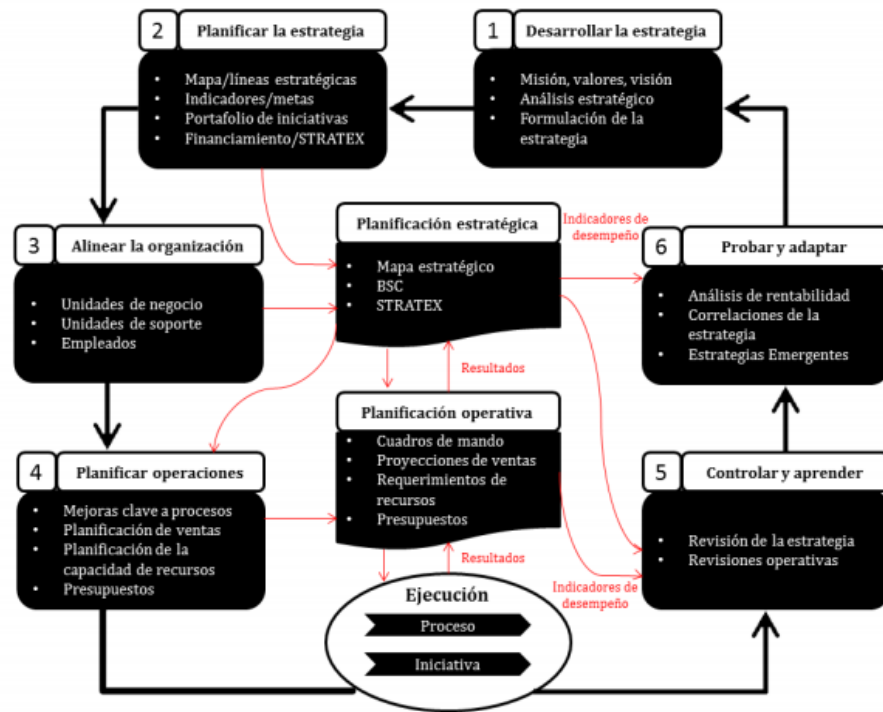 2 Planificar la estrategia
Mapa/líneas estratégicas
Indicadores/metas
Portafolio de iniciativas
Financiamiento/STRATEX
1 Desarrollar la estrategia
Misión, valores, visión
Análisis estratégico
Formulación de la
estrategia
3 Alinear la organización
Unidades de negocio
Unidades de soporte
Empleados
Planificación estratégica
Mapa estratégico
BSC
STRATEX
Indicadores de
desempeño
6 Probar y adaptar
Análisis de rentabilidad
Correlaciones de la
estrategia
Estrategias Emergentes
Resultados
4 Planificar operaciones
Mejoras clave a procesos
Planificación de ventas
Planificación de la
capacidad de recursos
Presupuestos
Planificación operativa
Cuadros de mando
Proyecciones de ventas
Requerimientos de
recursos
Presupuestos
5 Controlar y aprender
Revisión de la estrategia
Revisiones operativas
Resultados
Indicadores de
desempeño
Ejecución
Proceso
Iniciativa